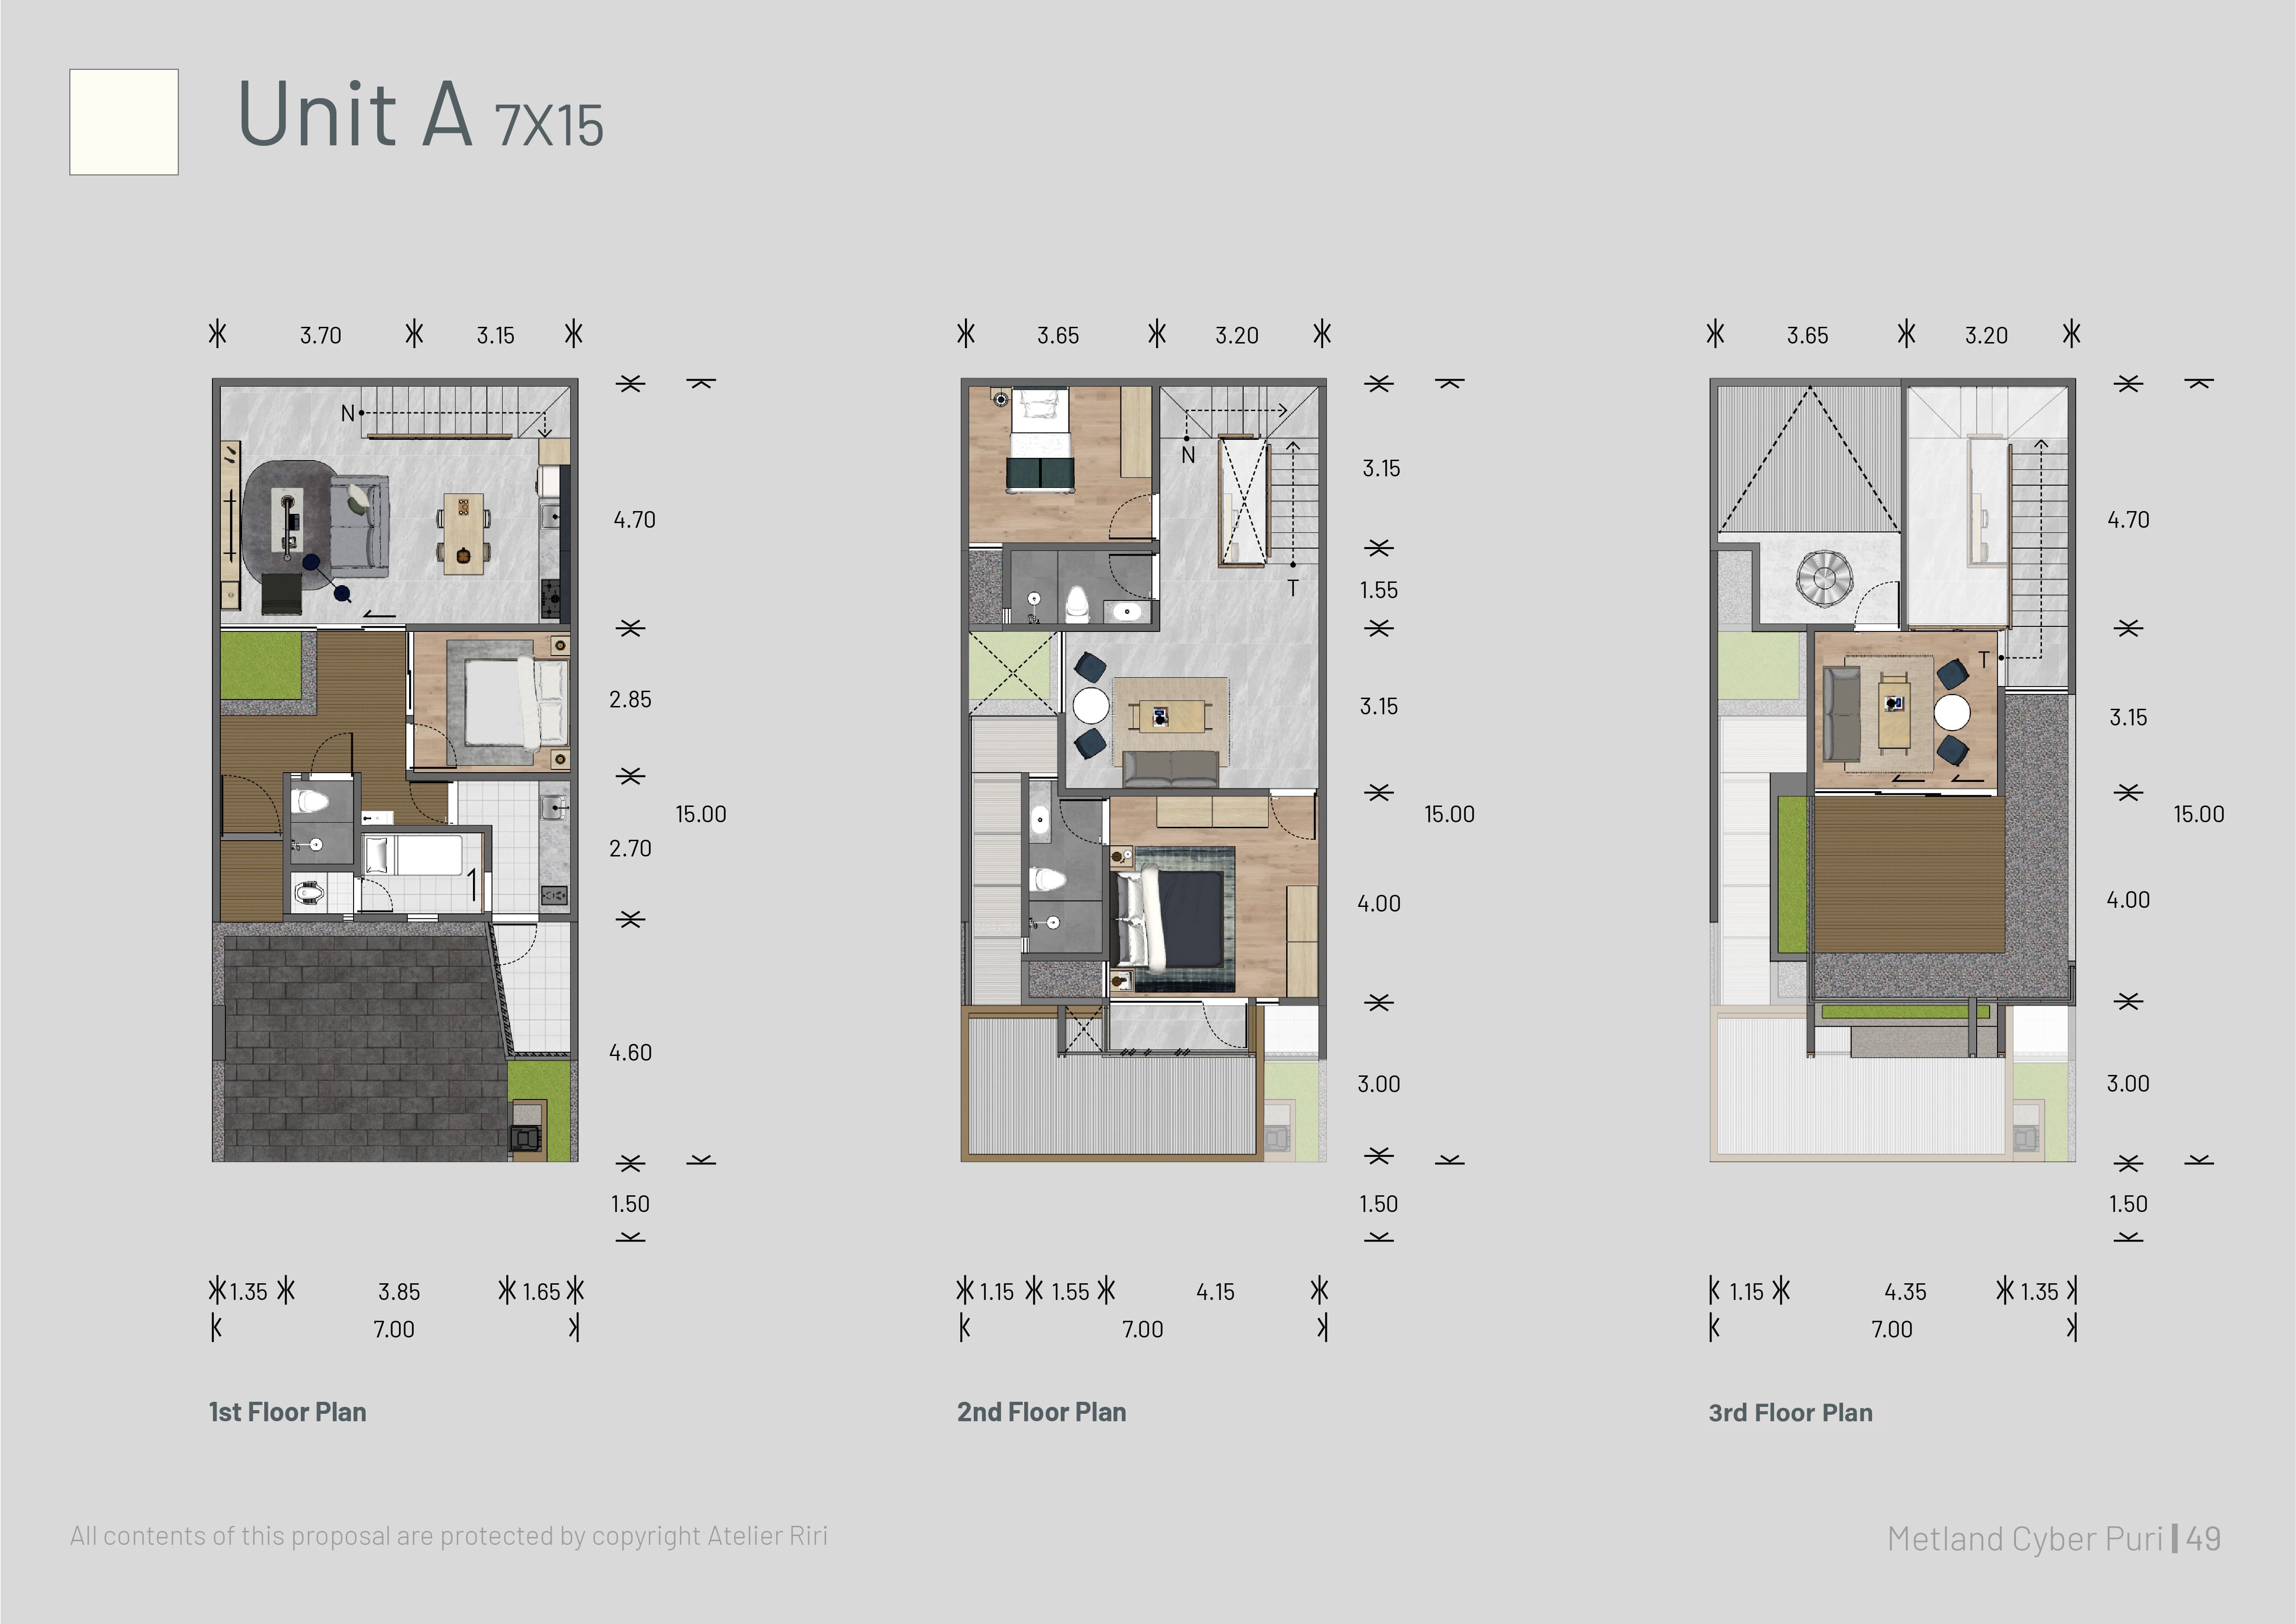 Unit A 7X15
3.70 3.15
N
4.70
2.85
15.00
2.70
4.60
1.50
1.35 3.85 1.65
7.00
1st Floor Plan
3.65 3.20
N
T
3.15
1.55
3.15
15.00
4.00
3.00
1.50
1.15 1.55 4.15
7.00
2nd Floor Plan
3.65 3.20
T
4.70
3.15
15.00
4.00
3.00
1.50
1.15 4.35 1.35
7.00
3rd Floor Plan
All contents of this proposal are protected by copyright Atelier Riri
Metland Cyber Puri | 49